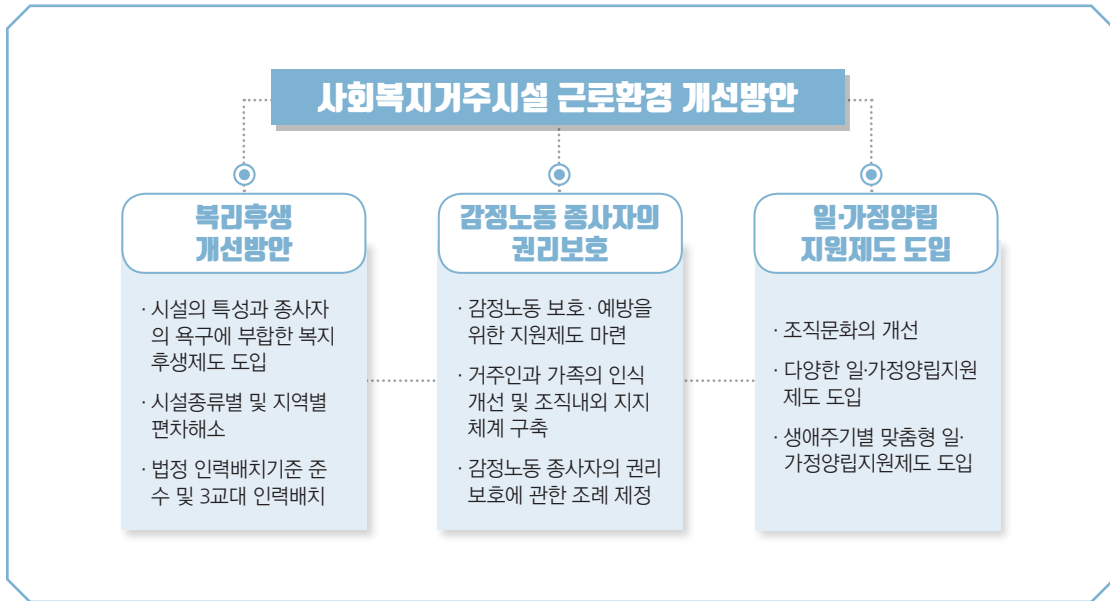 사회복지거주시설 근로환경 개선방안
복리후생
개선방안
· 시설의 특성과 종사자
의 욕구에 부합한 복지
후생제도 도입
· 시설종류별 및 지역별
편차해소
· 법정 인력배치기준 준
수 및 3교대 인력배치
감정노동 종사자의
권리보호
· 감정노동 보호·예방을
위한 지원제도 마련
· 거주인과 가족의 인식
개선 및 조직내외 지지
체계 구축
· 감정노동 종사자의 권리
보호에 관한 조례 제정
일·가정양립
지원제도 도입
· 조직문화의 개선
· 다양한 일·가정양립지원
제도 도입
· 생애주기별 맞춤형 일·
가정양립지원제도 도입